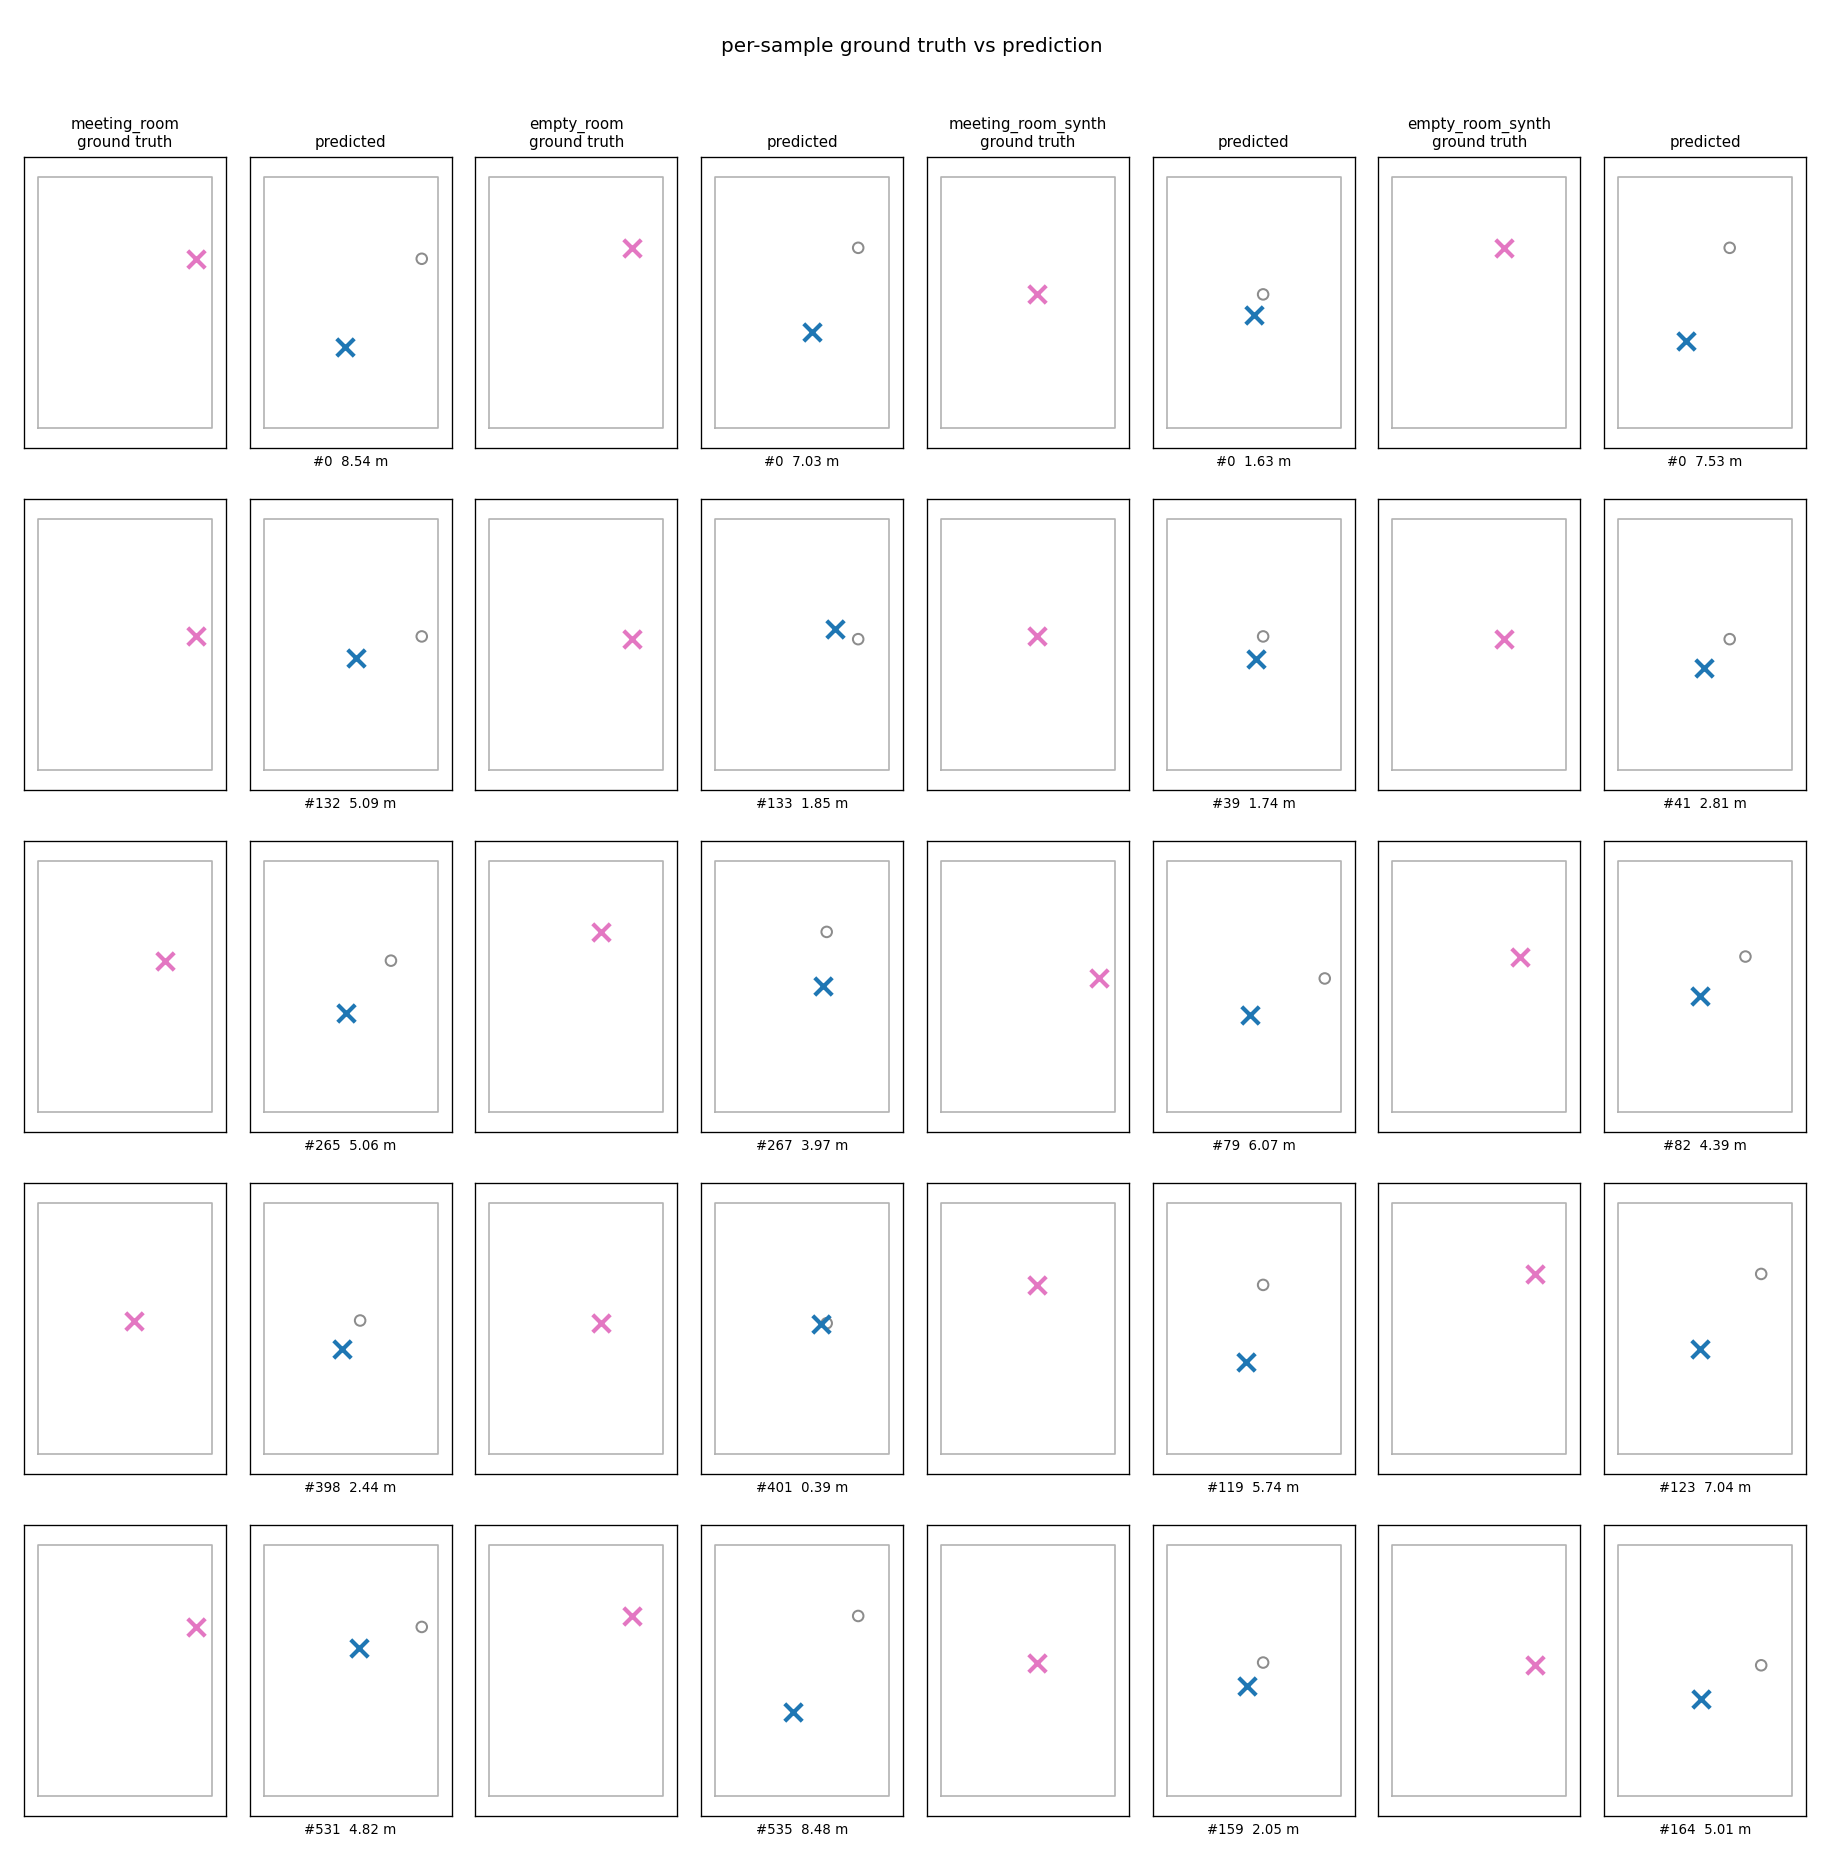 per-sample ground truth vs prediction
meeting_room
ground truth
predicted
empty_room
ground truth
predicted
meeting_room_synth
ground truth
predicted
empty_room_synth
ground truth
predicted
#0  8.54 m
#0  7.03 m
#0  1.63 m
#0  7.53 m
#132  5.09 m
#133  1.85 m
#39  1.74 m
#41  2.81 m
#265  5.06 m
#267  3.97 m
#79  6.07 m
#82  4.39 m
#398  2.44 m
#401  0.39 m
#119  5.74 m
#123  7.04 m
#531  4.82 m
#535  8.48 m
#159  2.05 m
#164  5.01 m